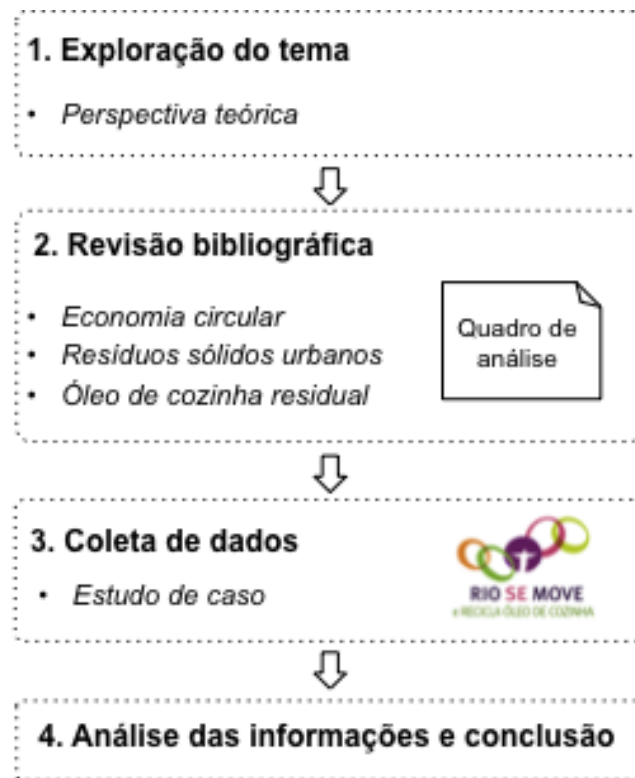 1. Exploração do tema
• Perspectiva teórica
2. Revisão bibliográfica
• Economia circular
• Resíduos sólidos urbanos
• Óleo de cozinha residual
Quadro de
análise
3. Coleta de dados
• Estudo de caso
RIO SE MOVE
e RECICLA ÓLEO DE COZINHA
4. Análise das informações e conclusão